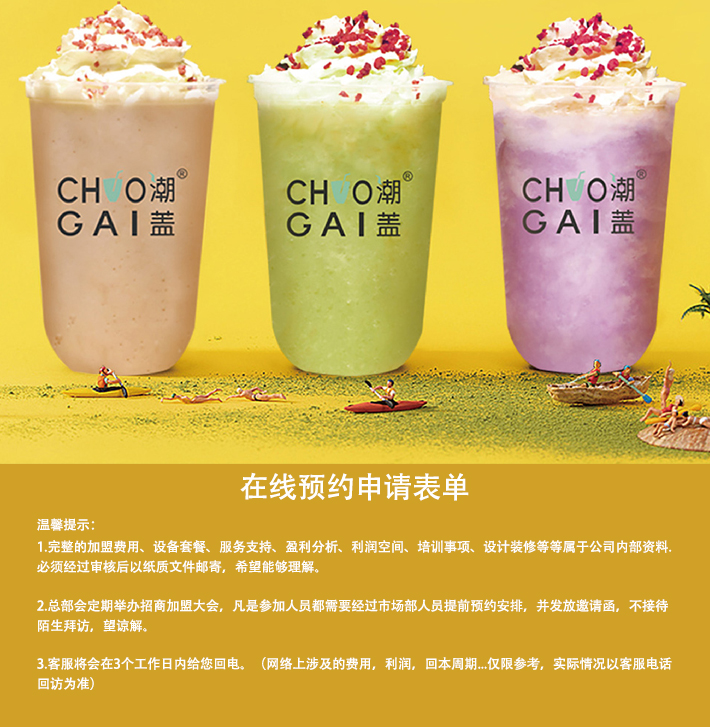 CHUO潮®
GAI盖
CHUO潮®
GAI盖
CHUO潮®
GAI盖
在线预约申请表单
温馨提示：
1.完整的加盟费用、设备套餐、服务支持、盈利分析、利润空间、培训事项、设计装修等等属于公司内部资料.
必须经过审核后以纸质文件邮寄，希望能够理解。
2.总部会定期举办招商加盟大会，凡是参加人员都需要经过市场部人员提前预约安排，并发放邀请函，不接待
陌生拜访，望谅解。
3.客服将会在3个工作日内给您回电。（网络上涉及的费用，利润，回本周期...仅限参考，实际情况以客服电话
回访为准）